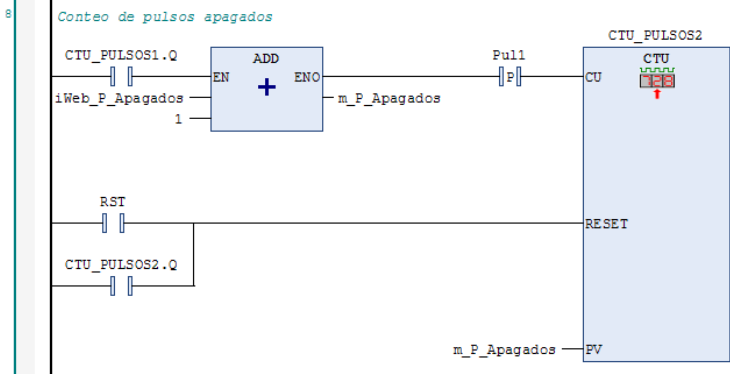 8
Conteo de pulsos apagados
CTU_PULSOS2
CTU_PULSOS1.Q
ADD
Pul1
CTU
EN
ENO
P
CU
728
iWeb_P_Apagados
m_P_Apagados
1
RST
RESET
CTU_PULSOS2.Q
m_P_Apagados
PV